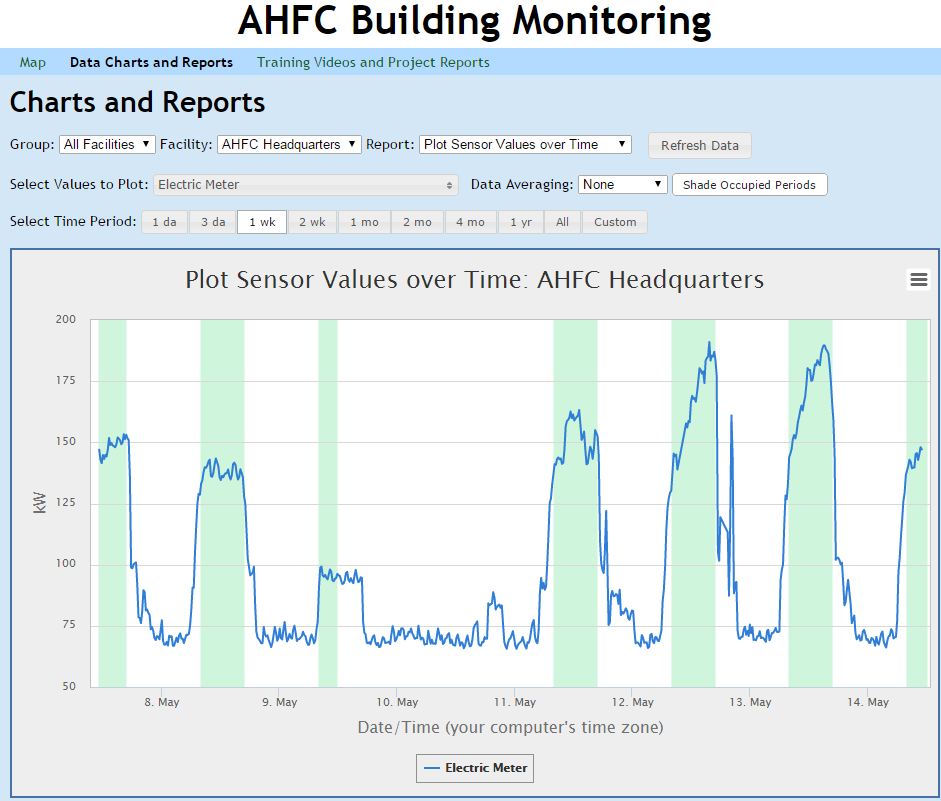 AHFC Building Monitoring
Map Data Charts and Reports Training Videos and Project Reports
Charts and Reports
Group: All Facilities Facility: AHFC Headquarters Report: Plot Sensor Values over Time Refresh Data
Select Values to Plot: Electric Meter Data Averaging: None Shade Occupied Periods
Select Time Period: 1 da 3 da 1 wk 2 wk 1 mo 2 mo 4 mo 1 yr All Custom
Plot Sensor Values over Time: AHFC Headquarters
200
175
150
125
100
75
50
kW
8. May 9. May 10. May 11. May 12. May 13. May 14. May
Date/Time (your computer's time zone)
Electric Meter